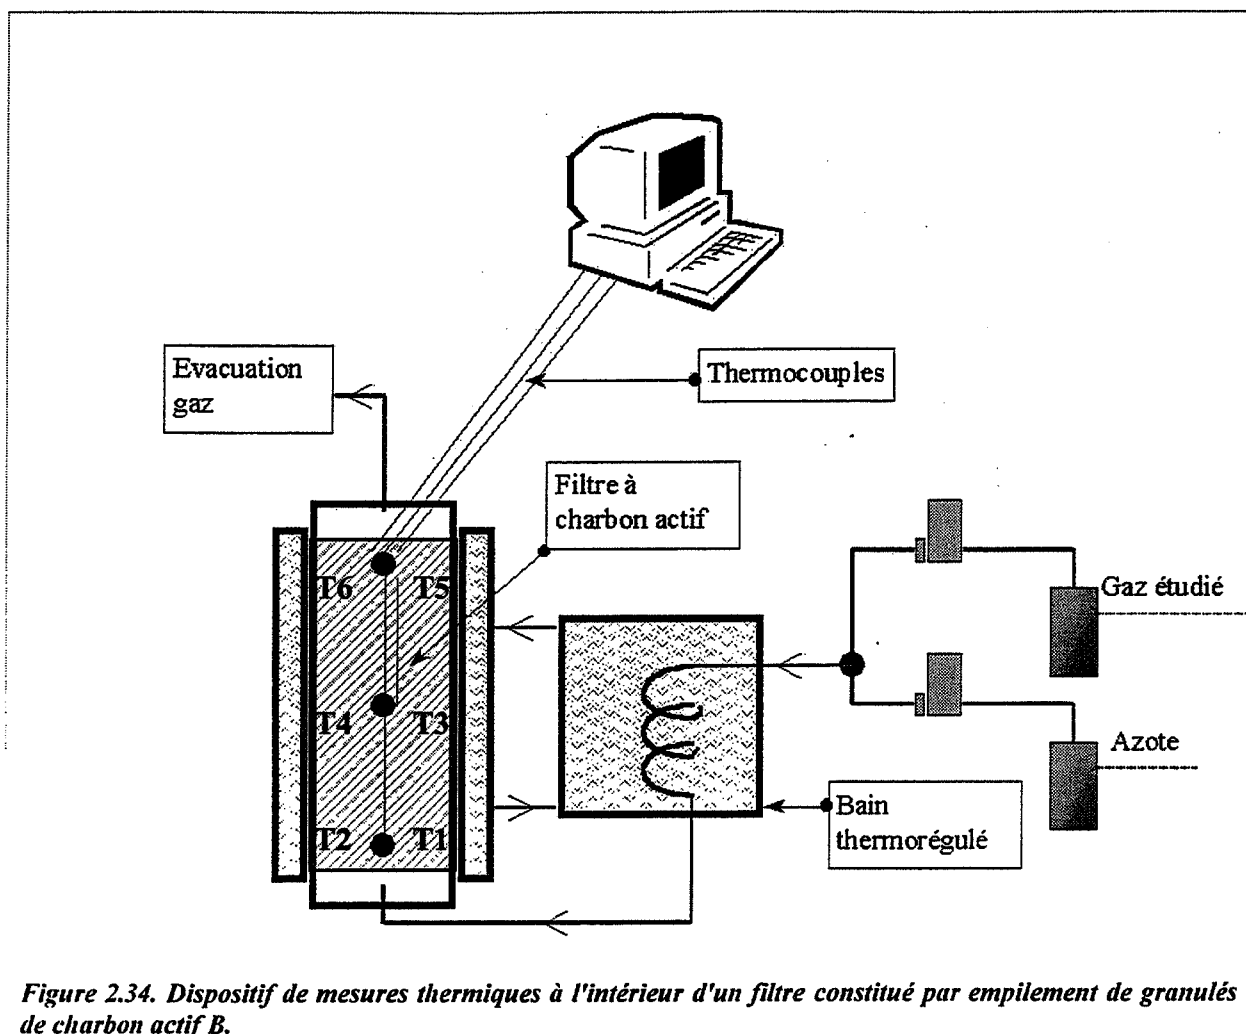 Evacuation
gaz
Thermocouples
Filtre à
charbon actif
T6
T5
Gaz étudié
T4
T3
Azote
Bain
thermorégulé
T2
T1
Figure 2.34. Dispositif de mesures thermiques à l'intérieur d'un filtre constitué par empilement de granulés
de charbon actif B.